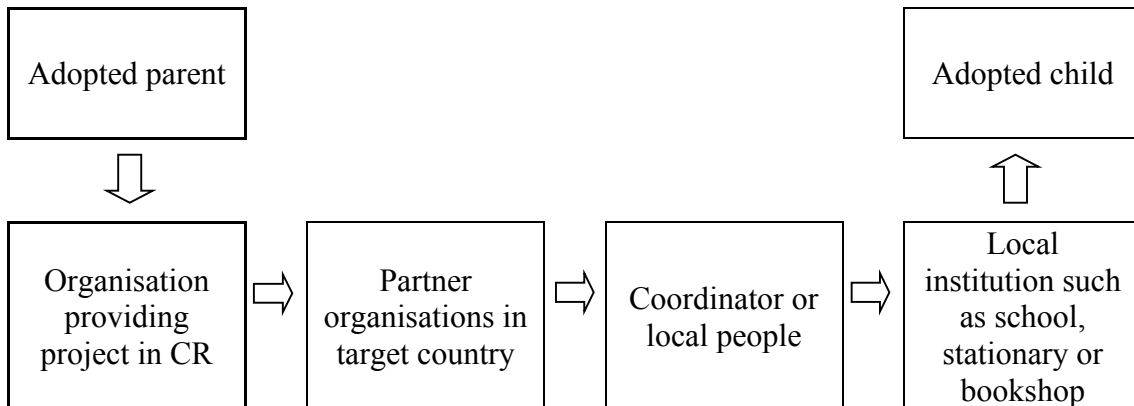 Adopted parent
Adopted child
Organisation
providing
project in CR
Partner
organisations in
target country
Coordinator or
local people
Local
institution such
as school,
stationary or
bookshop